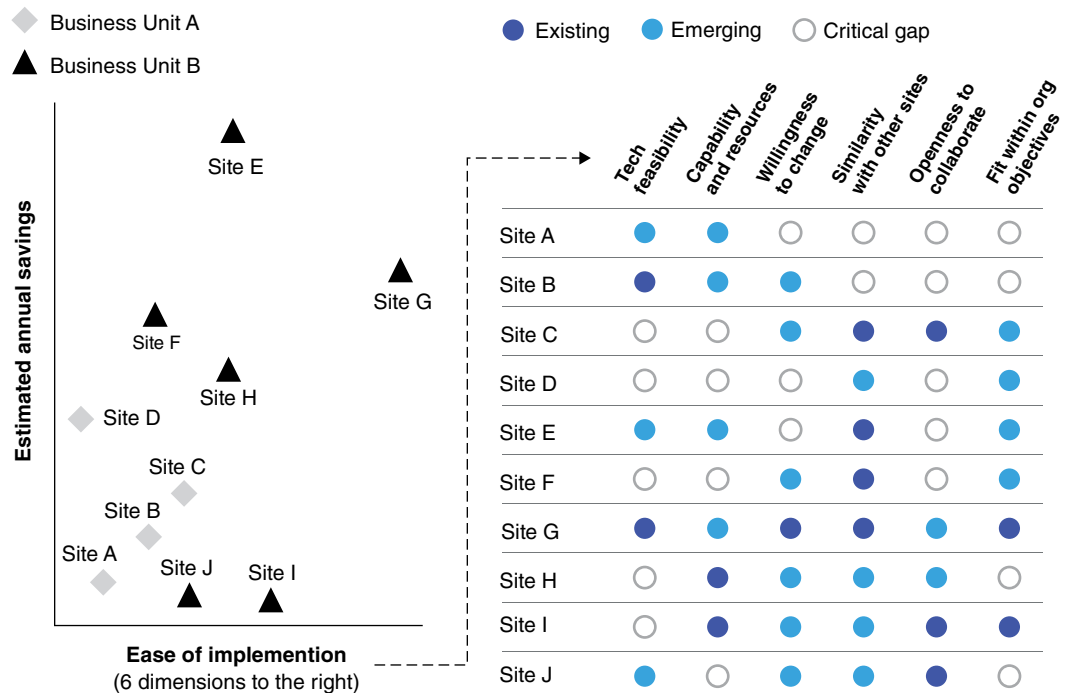 Business Unit A
Business Unit B
Estimated annual savings
Site E
Site G
Site F
Site H
Site D
Site C
Site B
Site A
Site J
Site I
Ease of implemention
(6 dimensions to the right)
Existing
Emerging
Critical gap
Tech
feasibility
Capability
and resources
Willingness
to change
Similarity
with other sites
Openness to
collaborate
Fit within org
objectives
Site A
Site B
Site C
Site D
Site E
Site F
Site G
Site H
Site I
Site J